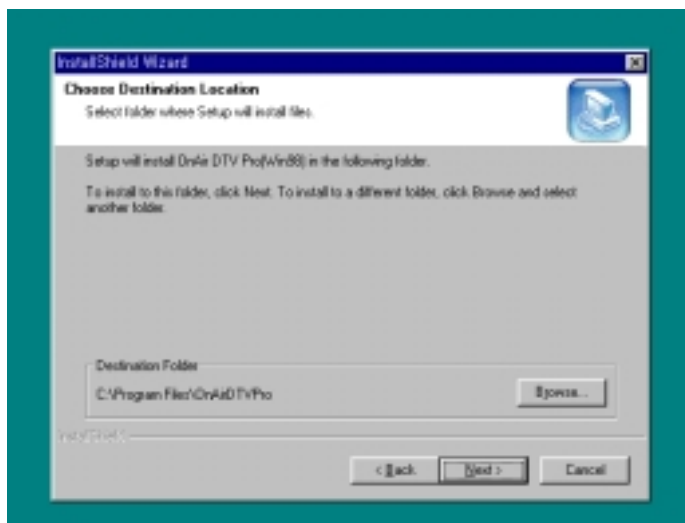 InstallShield Wizard
Choose Destination Location
Select folder where Setup will install files.
Setup will install OnAir DTV Pro(Win98) in the following folder.
To install to this folder, click Next. To install to a different folder, click Browse and select
another folder.
Destination Folder
C:\Program Files\OnAirDTVPro
Browse...
InstallShield
< Back
Next >
Cancel